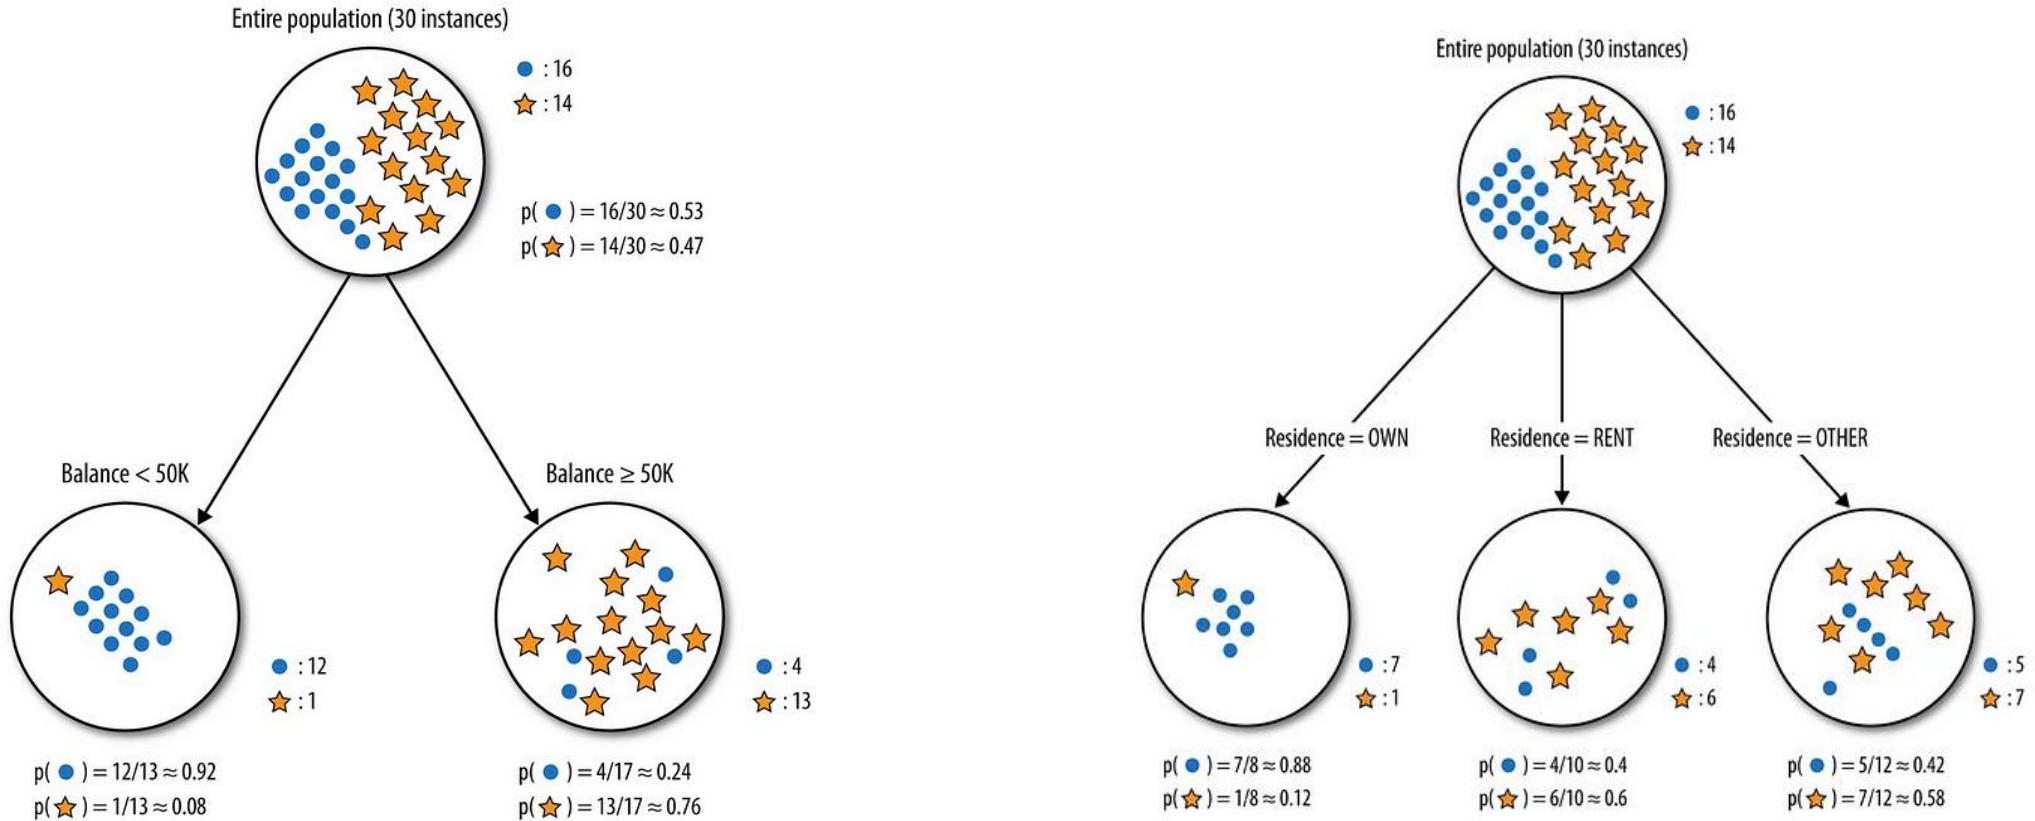 Entire population (30 instances)
: 16
: 14
p( ) = 16/30 ≈ 0.53
p( ) = 14/30 ≈ 0.47
Balance < 50K
Balance ≥ 50K
: 12
: 1
: 4
: 13
p( ) = 12/13 ≈ 0.92
p( ) = 1/13 ≈ 0.08
p( ) = 4/17 ≈ 0.24
p( ) = 13/17 ≈ 0.76
Entire population (30 instances)
: 16
: 14
Residence = OWN
Residence = RENT
Residence = OTHER
: 7
: 1
: 4
: 6
: 5
: 7
p( ) = 7/8 ≈ 0.88
p( ) = 1/8 ≈ 0.12
p( ) = 4/10 ≈ 0.4
p( ) = 6/10 ≈ 0.6
p( ) = 5/12 ≈ 0.42
p( ) = 7/12 ≈ 0.58